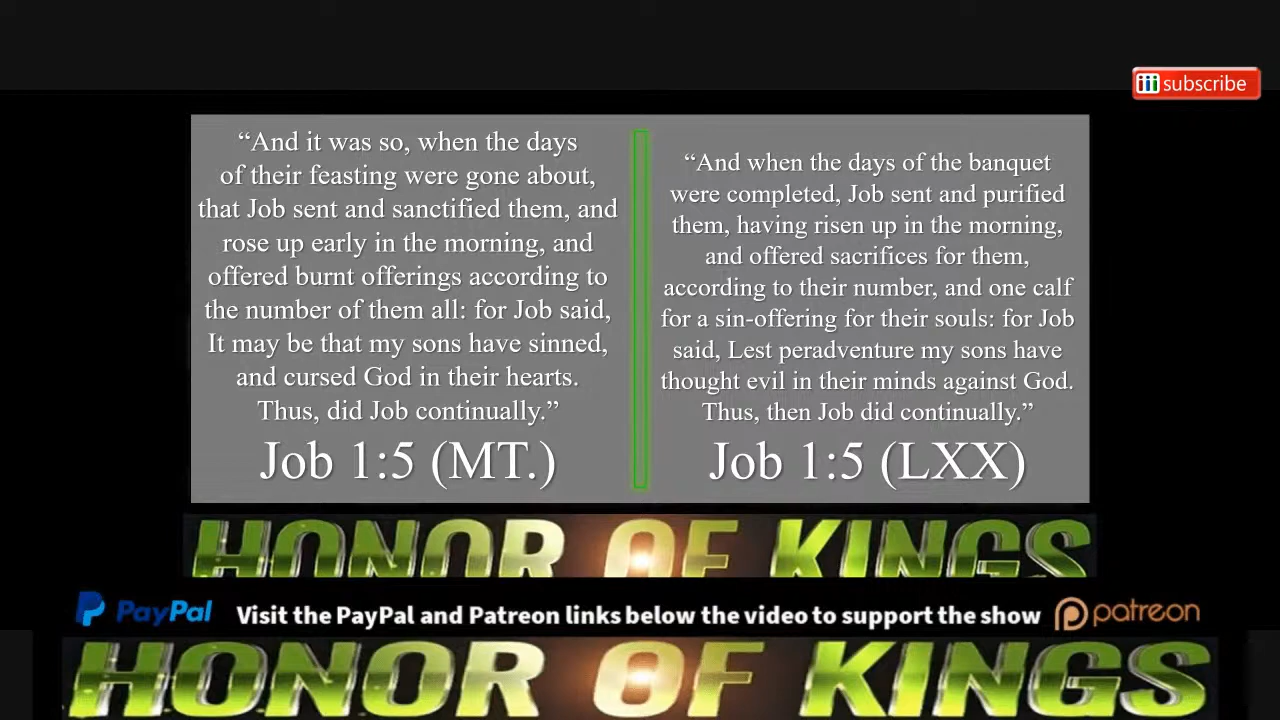 subscribe
“And it was so, when the days
of their feasting were gone about,
that Job sent and sanctified them, and
rose up early in the morning, and
offered burnt offerings according to
the number of them all: for Job said,
It may be that my sons have sinned,
and cursed God in their hearts.
Thus, did Job continually.”
Job 1:5 (MT.)
“And when the days of the banquet
were completed, Job sent and purified
them, having risen up in the morning,
and offered sacrifices for them,
according to their number, and one calf
for a sin-offering for their souls: for Job
said, Lest peradventure my sons have
thought evil in their minds against God.
Thus, then Job did continually.”
Job 1:5 (LXX)
HONOR OF KINGS
PayPal Visit the PayPal and Patreon links below the video to support the show patreon
HONOR OF KINGS